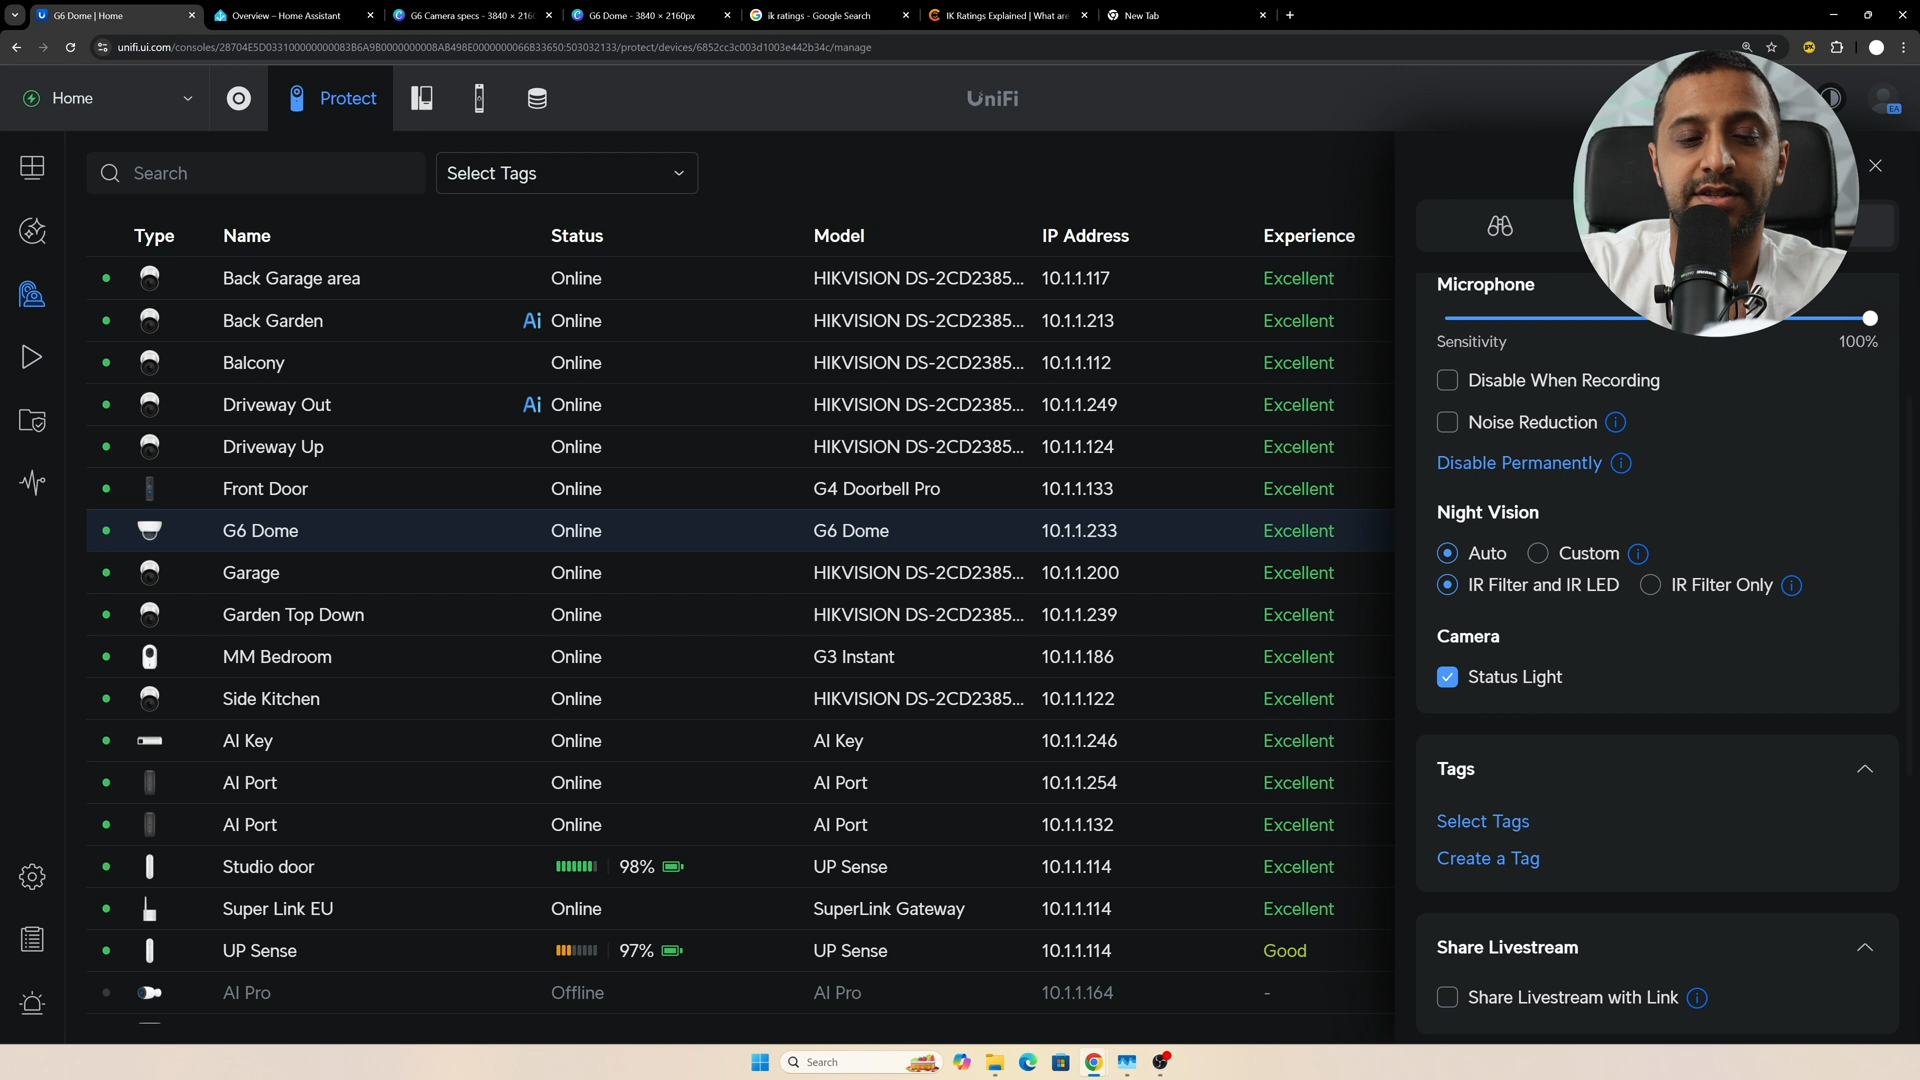 G6 Dome | Home
Overview – Home Assistant
G6 Camera specs - 3840 × 216
G6 Dome - 3840 × 2160px
ik ratings - Google Search
IK Ratings Explained | What are
New Tab
unifi.ui.com/consoles/28704E5D033100000000083B6A9B0000000008AB498E0000000066B33650:503032133/protect/devices/6852cc3c003d1003e442b34c/manage
Home
Protect
UniFi
EA
Search
Select Tags
Type Name Status Model IP Address Experience
Back Garage area Online HIKVISION DS-2CD2385... 10.1.1.117 Excellent
Back Garden Ai Online HIKVISION DS-2CD2385... 10.1.1.213 Excellent
Balcony Online HIKVISION DS-2CD2385... 10.1.1.112 Excellent
Driveway Out Ai Online HIKVISION DS-2CD2385... 10.1.1.249 Excellent
Driveway Up Online HIKVISION DS-2CD2385... 10.1.1.124 Excellent
Front Door Online G4 Doorbell Pro 10.1.1.133 Excellent
G6 Dome Online G6 Dome 10.1.1.233 Excellent
Garage Online HIKVISION DS-2CD2385... 10.1.1.200 Excellent
Garden Top Down Online HIKVISION DS-2CD2385... 10.1.1.239 Excellent
MM Bedroom Online G3 Instant 10.1.1.186 Excellent
Side Kitchen Online HIKVISION DS-2CD2385... 10.1.1.122 Excellent
AI Key Online AI Key 10.1.1.246 Excellent
AI Port Online AI Port 10.1.1.254 Excellent
AI Port Online AI Port 10.1.1.132 Excellent
Studio door 98% UP Sense 10.1.1.114 Excellent
Super Link EU Online SuperLink Gateway 10.1.1.114 Excellent
UP Sense 97% UP Sense 10.1.1.114 Good
AI Pro Offline AI Pro 10.1.1.164 -
Microphone
Sensitivity 100%
Disable When Recording
Noise Reduction
Disable Permanently
Night Vision
Auto Custom
IR Filter and IR LED IR Filter Only
Camera
Status Light
Tags
Select Tags
Create a Tag
Share Livestream
Share Livestream with Link
Search